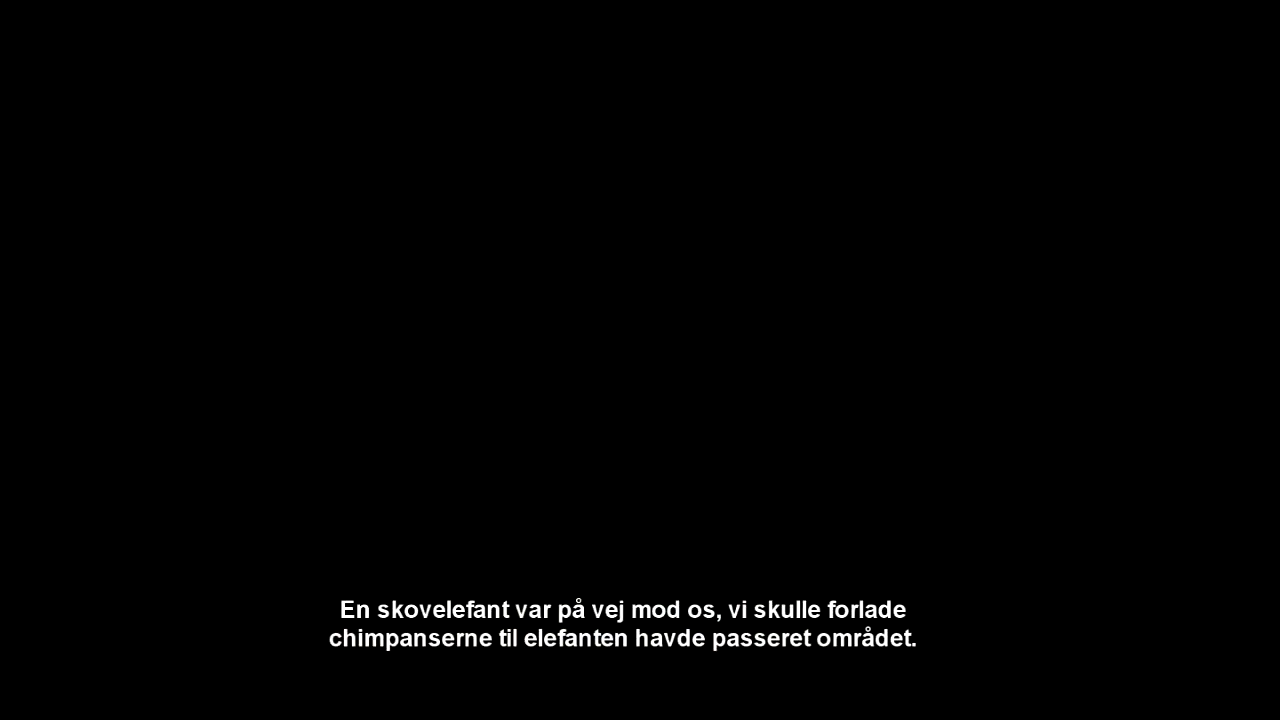 En skovelefant var på vej mod os, vi skulle forlade
chimpanserne til elefanten havde passeret området.